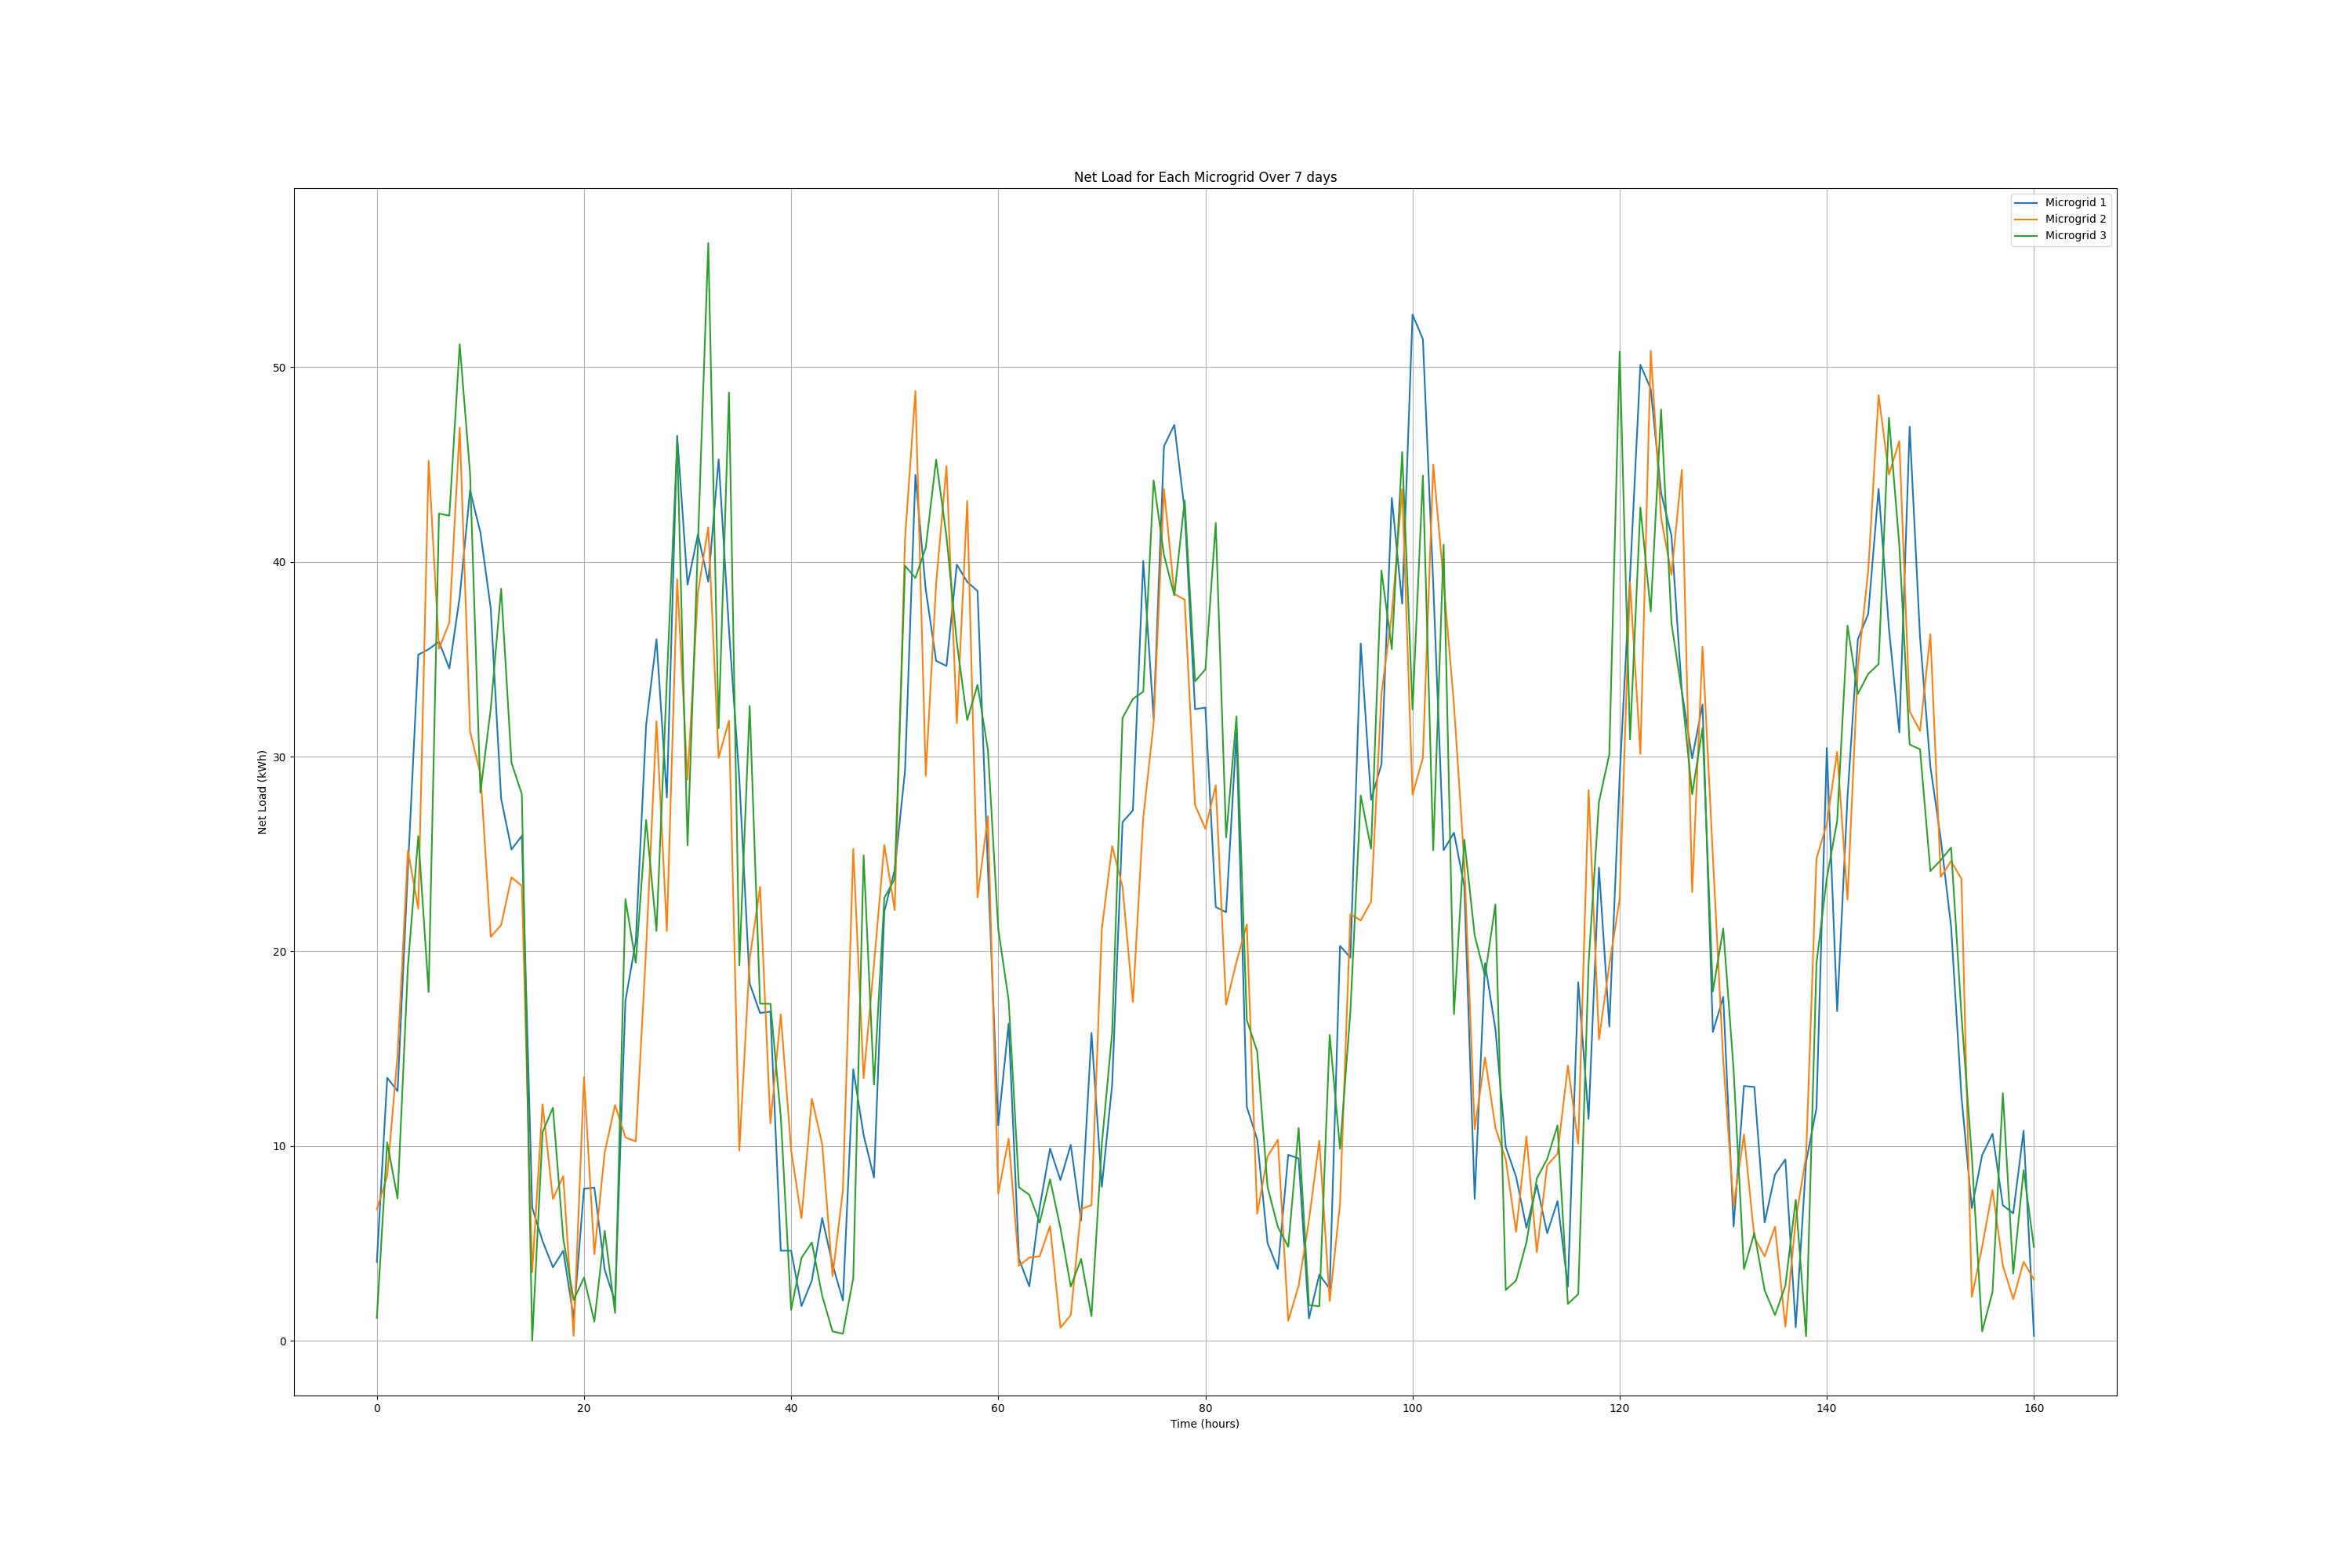 Net Load for Each Microgrid Over 7 days
Microgrid 1
Microgrid 2
Microgrid 3
Net Load (kWh)
50
40
30
20
10
0
0 20 40 60 80 100 120 140 160
Time (hours)